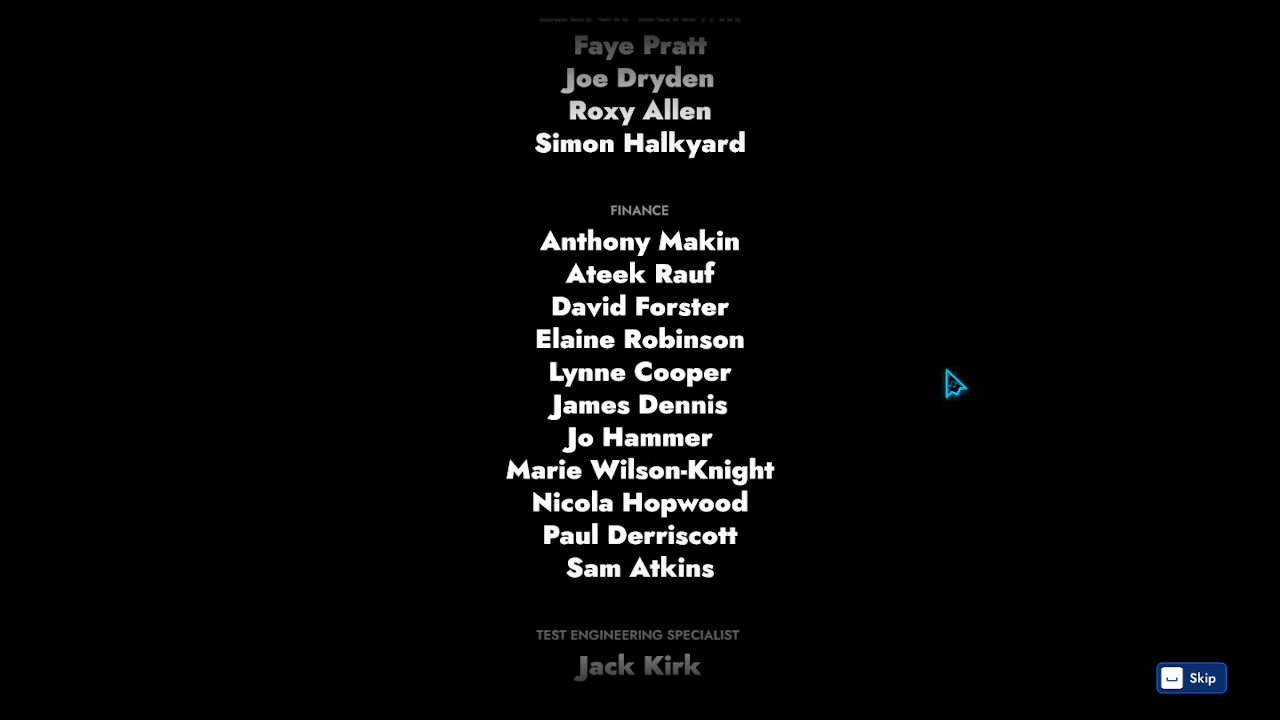 Faye Pratt
Joe Dryden
Roxy Allen
Simon Halkyard
FINANCE
Anthony Makin
Ateek Rauf
David Forster
Elaine Robinson
Lynne Cooper
James Dennis
Jo Hammer
Marie Wilson-Knight
Nicola Hopwood
Paul Derriscott
Sam Atkins
TEST ENGINEERING SPECIALIST
Jack Kirk
Skip